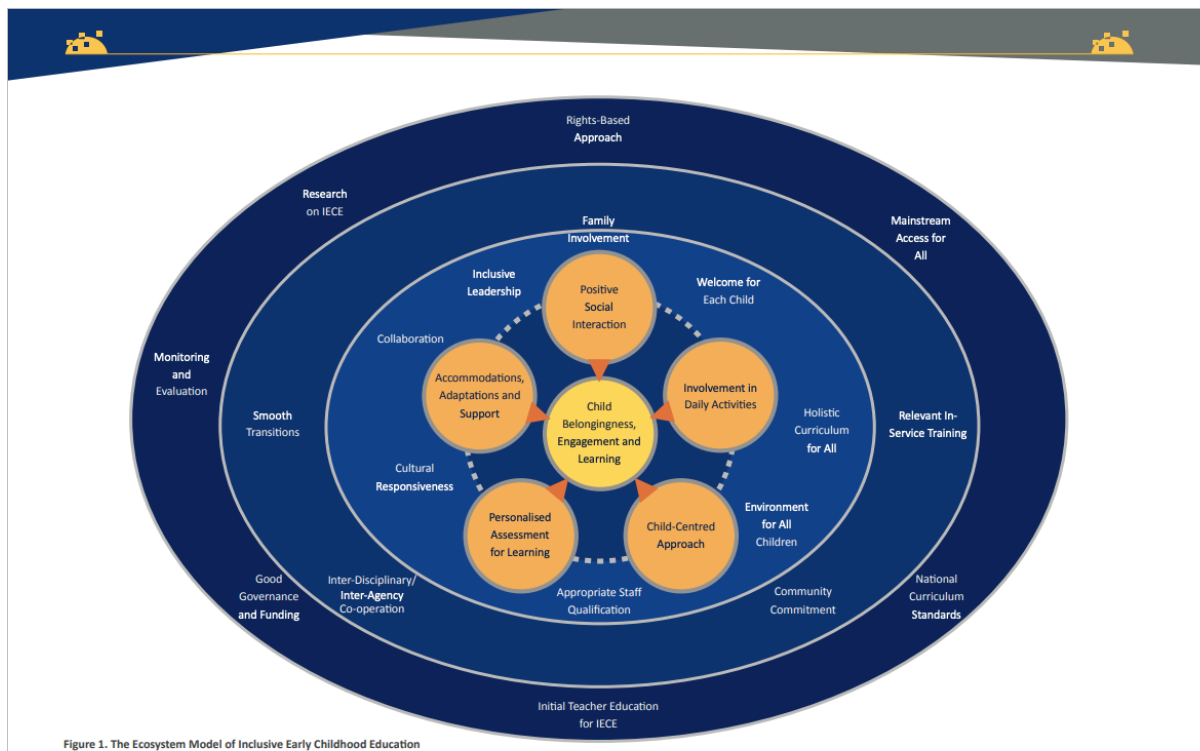 Rights-Based
Approach
Research
on IECE
Mainstream
Access for
All
Family
Involvement
Inclusive
Leadership
Welcome for
Each Child
Positive
Social
Interaction
Collaboration
Monitoring
and
Evaluation
Accommodations,
Adaptations and
Support
Involvement in
Daily Activities
Child
Belongingness,
Engagement and
Learning
Smooth
Transitions
Holistic
Curriculum
for All
Relevant In-
Service Training
Cultural
Responsiveness
Personalised
Assessment
for Learning
Child-Centred
Approach
Environment
for All
Children
Good
Governance
and Funding
Inter-Disciplinary/
Inter-Agency
Co-operation
Appropriate Staff
Qualification
Community
Commitment
National
Curriculum
Standards
Initial Teacher Education
for IECE
Figure 1. The Ecosystem Model of Inclusive Early Childhood Education